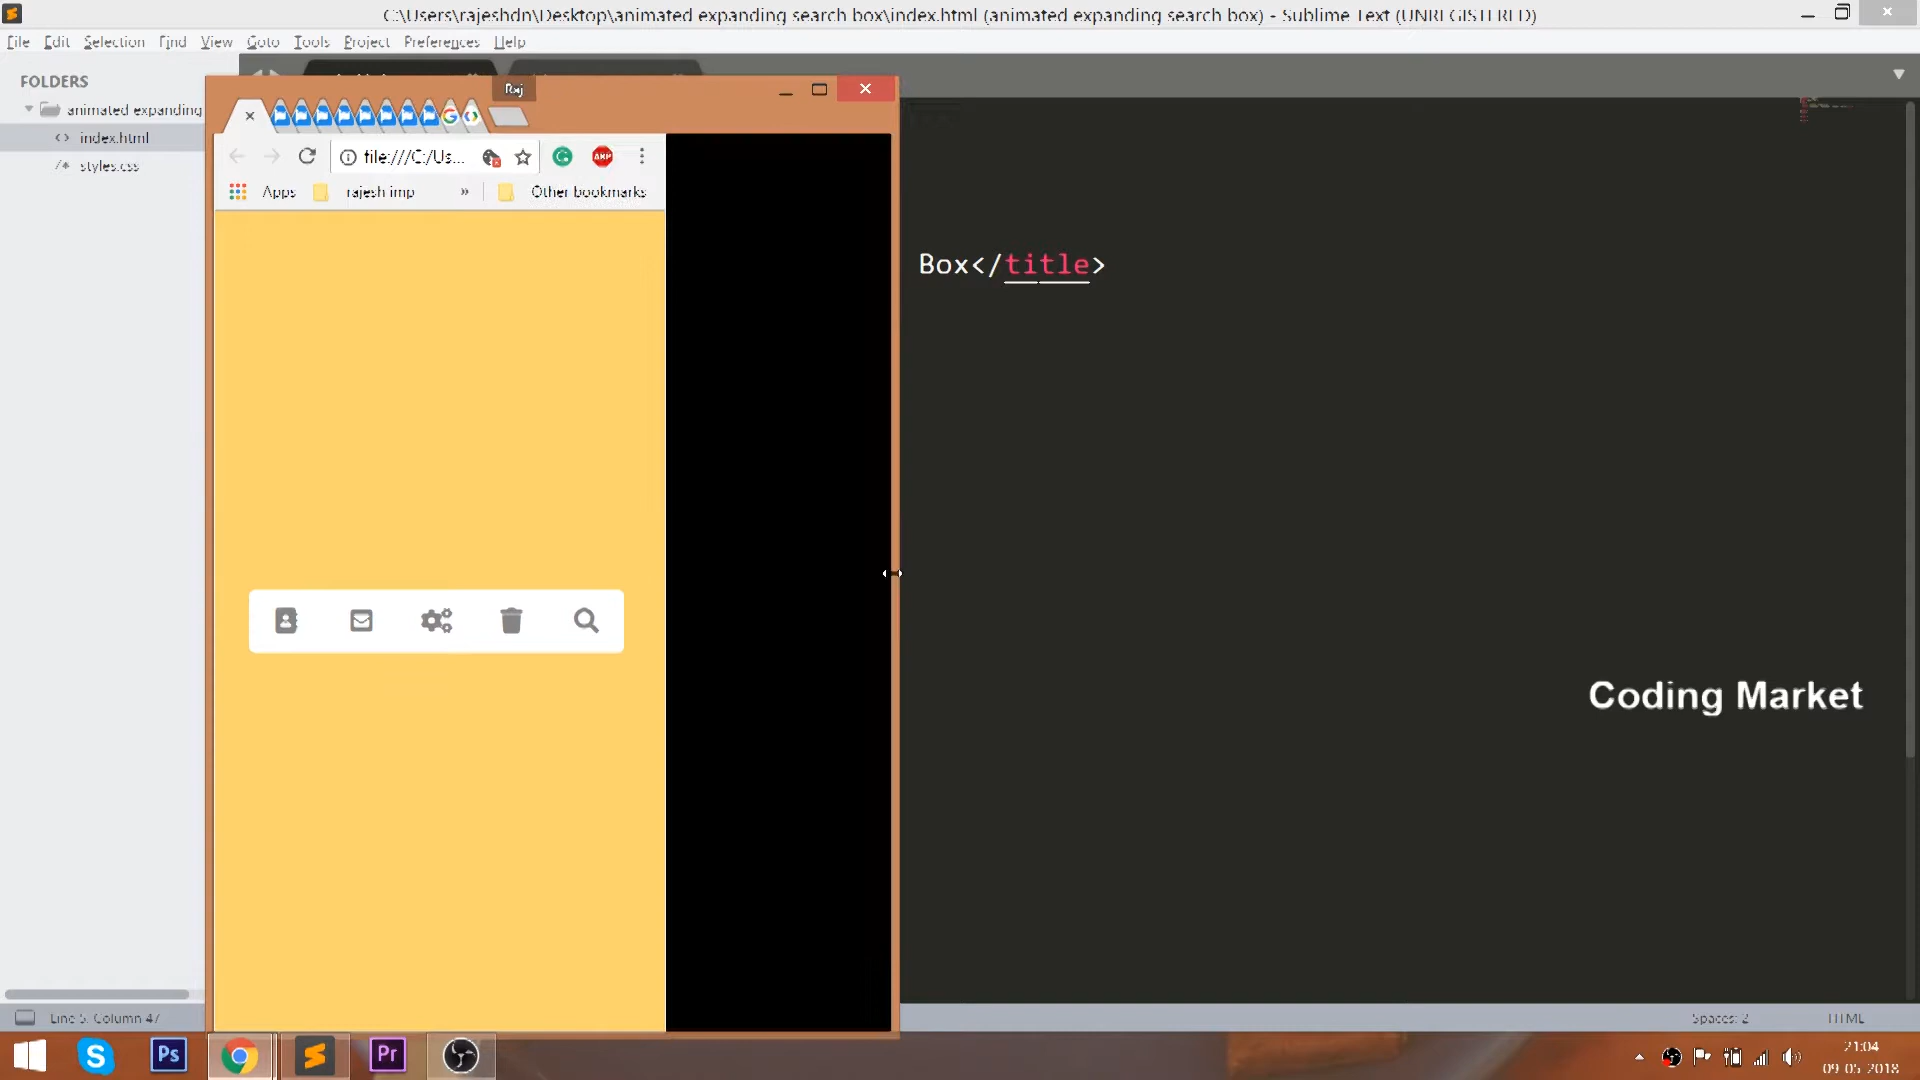 C:\Users\rajeshdn\Desktop\animated expanding search box\index.html (animated expanding search box) - Sublime Text (UNREGISTERED)
File Edit Selection Find View Goto Tools Project Preferences Help
FOLDERS
animated expanding
index.html
styles.css
Raj
file:///C:/Us...
ABP
Apps
rajesh imp
»
Other bookmarks
Box</title>
Coding Market
Line 5, Column 47
Spaces: 2
HTML
Ps
Pr
21:04
09-05-2018